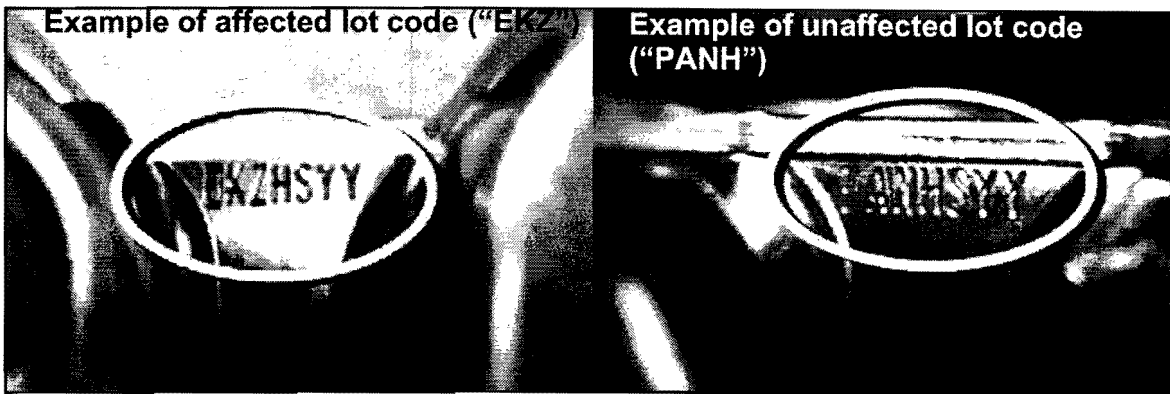 Example of affected lot code ("EKZ")
EKZHSYY
Example of unaffected lot code
("PANH")